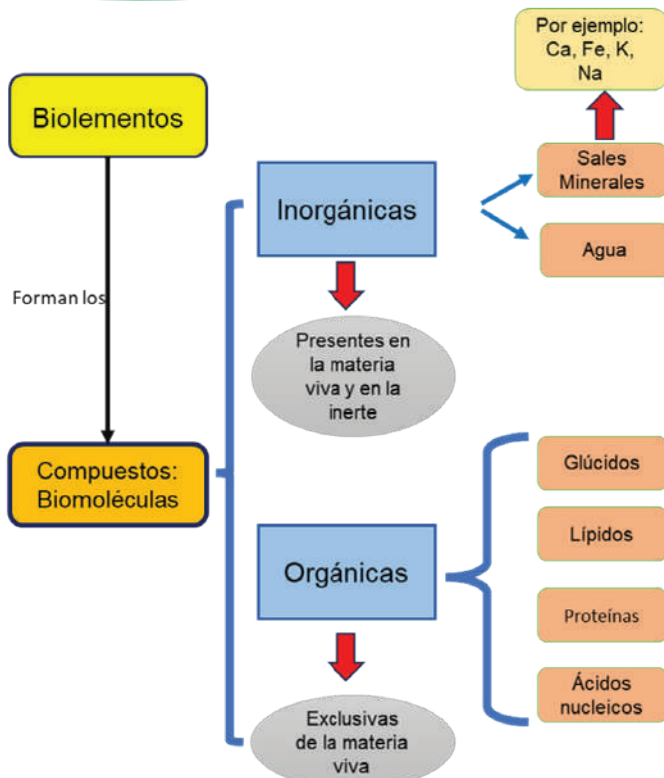 Por ejemplo:
Ca, Fe, K,
Na
Biolementos
Sales
Minerales
Inorgánicas
Agua
Forman los
Presentes en
la materia
viva y en la
inerte
Compuestos:
Biomoléculas
Glúcidos
Lípidos
Orgánicas
Proteínas
Ácidos
nucleicos
Exclusivas
de la materia
viva